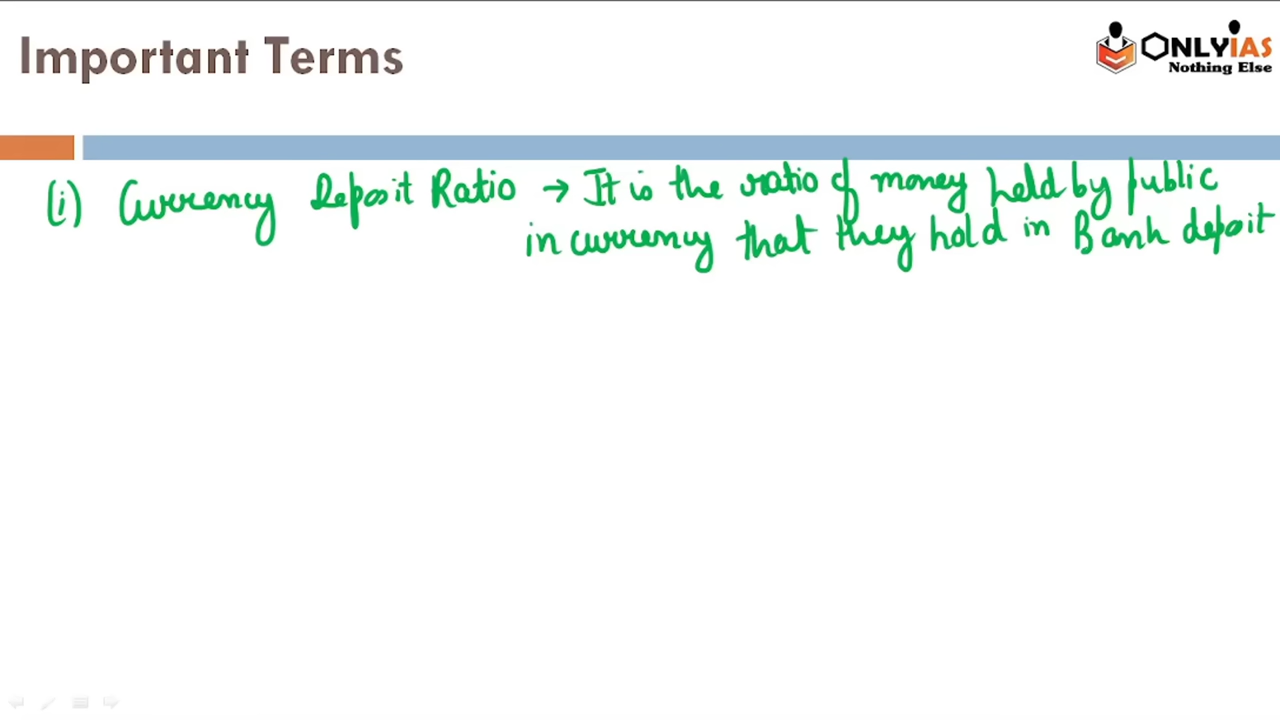 Important Terms
ONLYIAS
Nothing Else
(i) Currency Deposit Ratio → It is the ratio of money held by public
in currency that they hold in Bank deposit